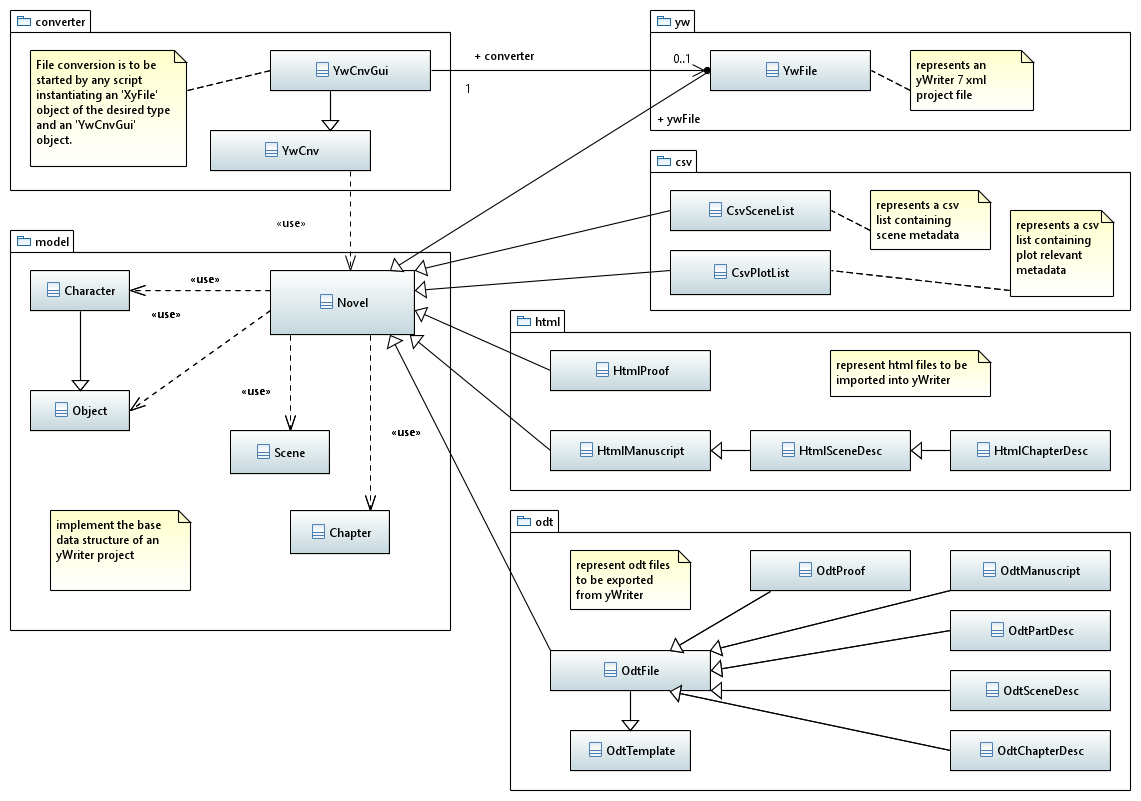 converter
File conversion is to be
started by any script
instantiating an 'XyFile'
object of the desired type
and an 'YwCnvGui'
object.
YwCnvGui
YwCnv
+ converter
1
0..1
+ ywFile
yw
YwFile
represents an
yWriter 7 xml
project file
csv
CsvSceneList
CsvPlotList
represents a csv
list containing
scene metadata
represents a csv
list containing
plot relevant
metadata
«use»
model
Character
«use»
«use»
Novel
Object
«use»
Scene
«use»
Chapter
implement the base
data structure of an
yWriter project
html
HtmlProof
represent html files to be
imported into yWriter
HtmlManuscript
HtmlSceneDesc
HtmlChapterDesc
odt
represent odt files
to be exported
from yWriter
OdtProof
OdtManuscript
OdtPartDesc
OdtFile
OdtSceneDesc
OdtTemplate
OdtChapterDesc